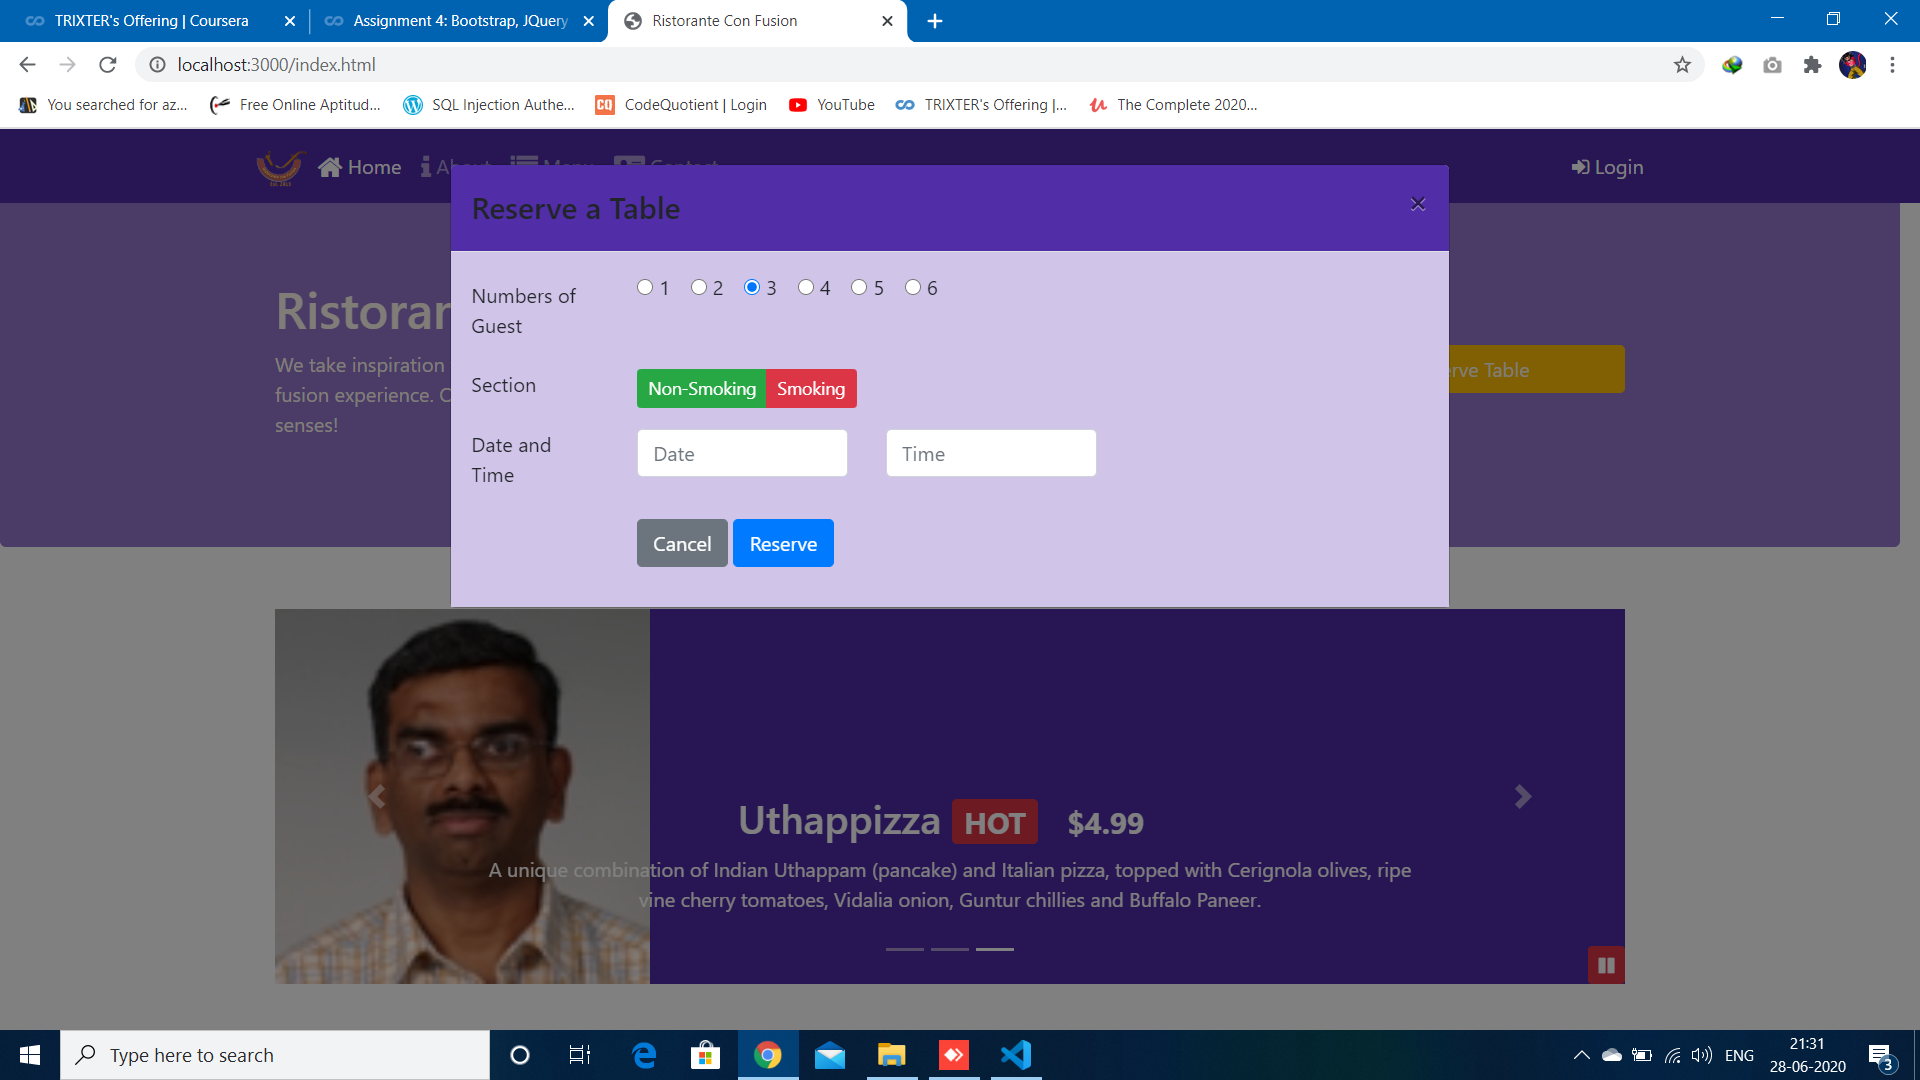 TRIXTER's Offering | Coursera
Assignment 4: Bootstrap, JQuery
Ristorante Con Fusion
localhost:3000/index.html
You searched for az...
Free Online Aptitud...
SQL Injection Authe...
CodeQuotient | Login
YouTube
TRIXTER's Offering |...
The Complete 2020...
Home
About
Menu
Contact
Login
Reserve a Table
×
Numbers of
Guest
1 2 3 4 5 6
Section
Non-Smoking Smoking
Date and
Time
Date
Time
Cancel Reserve
Ristoran
We take inspiration
fusion experience. C
senses!
erve Table
Uthappizza HOT $4.99
A unique combination of Indian Uthappam (pancake) and Italian pizza, topped with Cerignola olives, ripe
vine cherry tomatoes, Vidalia onion, Guntur chillies and Buffalo Paneer.
Type here to search
ENG
21:31
28-06-2020
3